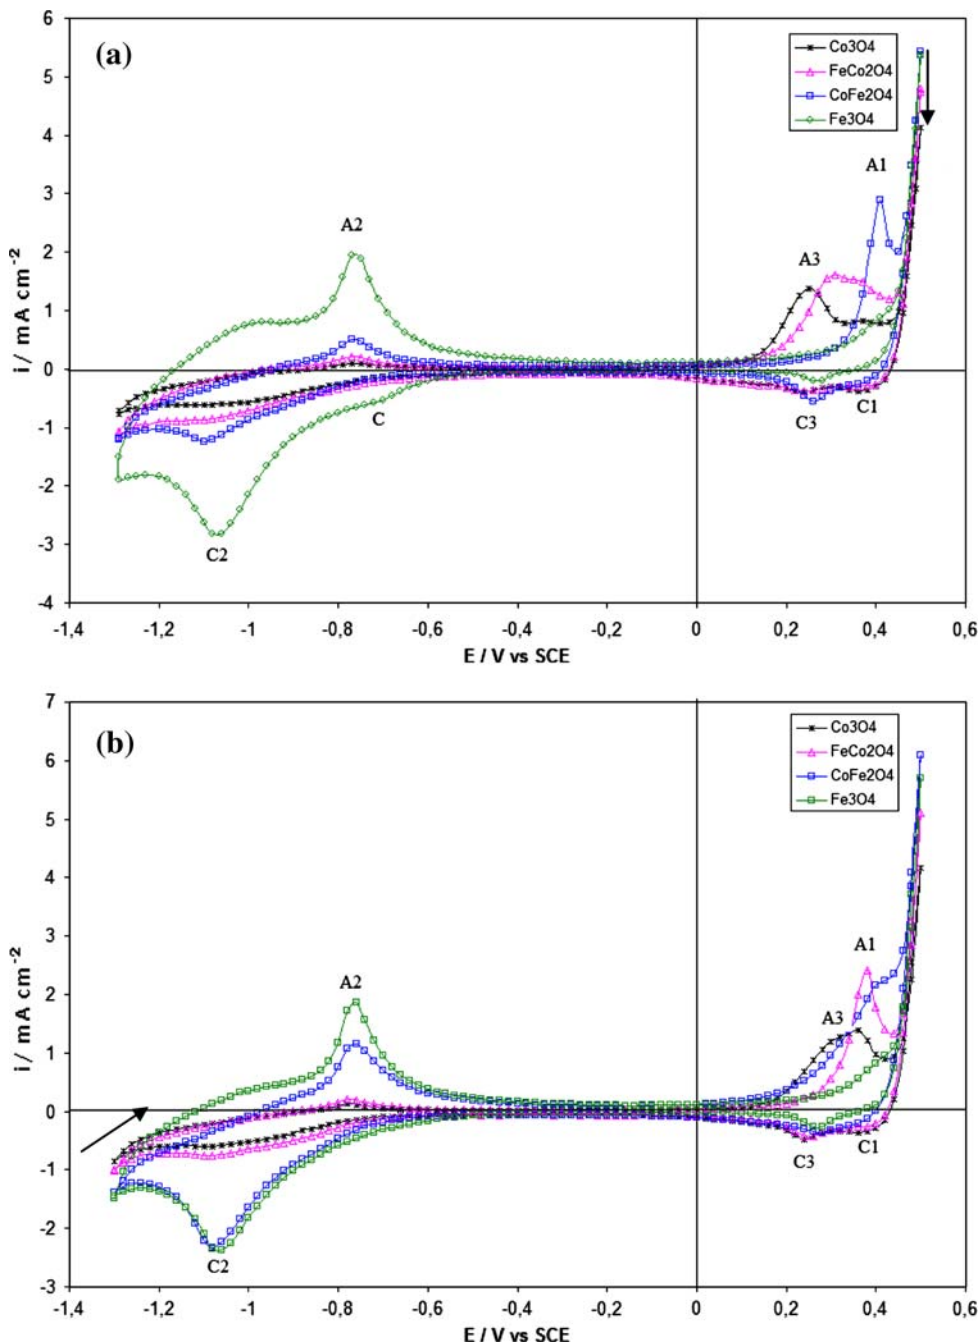 (a)
6
5
4
3
2
1
0
-1
-2
-3
-4
i / mA cm⁻²
Co3O4
FeCo2O4
CoFe2O4
Fe3O4
A1
A2
A3
C
C1
C3
C2
-1,4 -1,2 -1 -0,8 -0,6 -0,4 -0,2 0 0,2 0,4 0,6
E / V vs SCE
(b)
7
6
5
4
3
2
1
0
-1
-2
-3
i / mA cm⁻²
Co3O4
FeCo2O4
CoFe2O4
Fe3O4
A1
A2
A3
C1
C3
C2
-1,4 -1,2 -1 -0,8 -0,6 -0,4 -0,2 0 0,2 0,4 0,6
E / V vs SCE